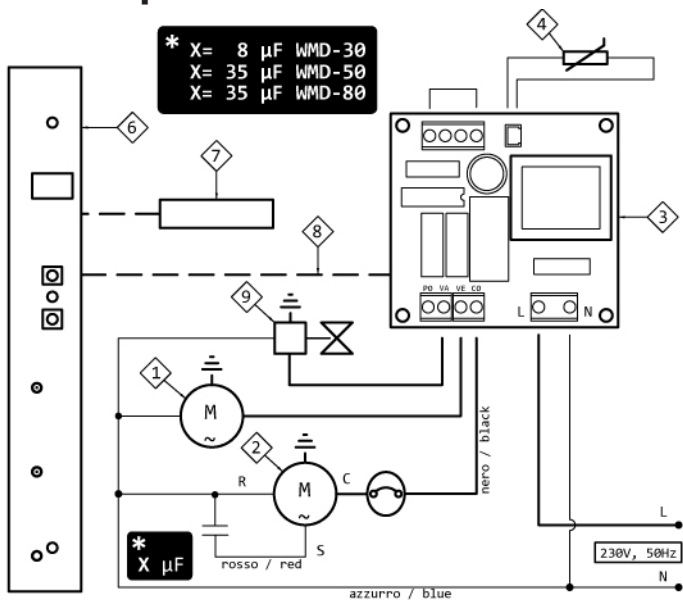 4
* X= 8 μF WMD-30
X= 35 μF WMD-50
X= 35 μF WMD-80
6
7
3
8
PO VA VE CO
L N
9
1
M
~
2
nero / black
R
M
~
C
S
L
* X μF
rosso / red
230V, 50Hz
N
azzurro / blue